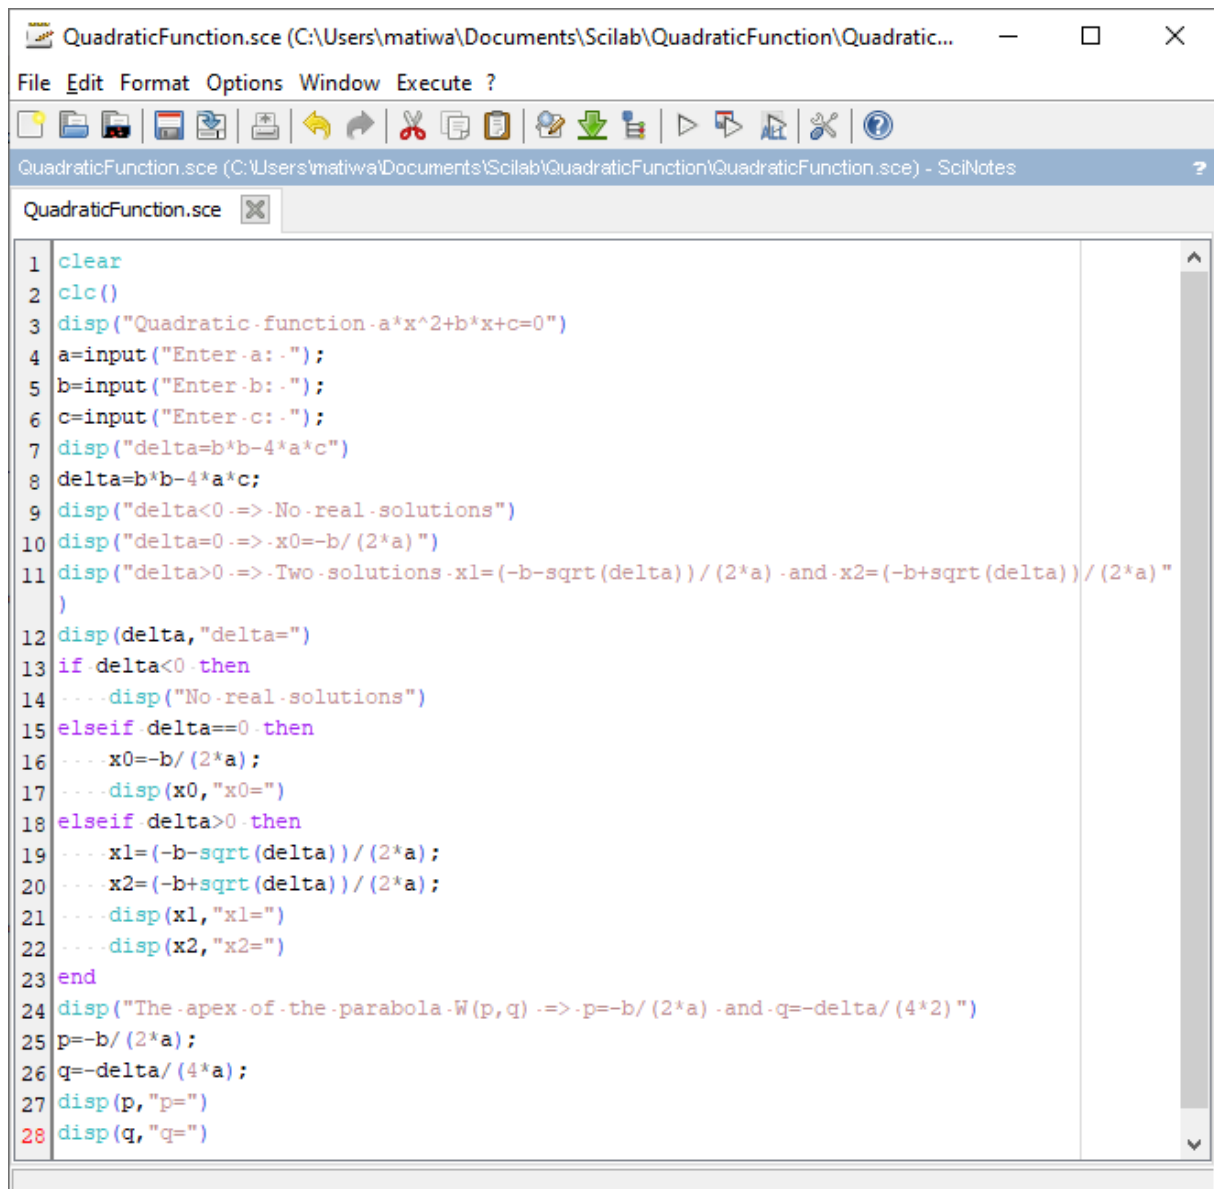 QuadraticFunction.sce (C:\Users\matiwa\Documents\Scilab\QuadraticFunction\Quadratic...
File Edit Format Options Window Execute ?
QuadraticFunction.sce (C:\Users\matiwa\Documents\Scilab\QuadraticFunction\QuadraticFunction.sce) - SciNotes ?
QuadraticFunction.sce
1 clear
2 clc()
3 disp("Quadratic function a*x^2+b*x+c=0")
4 a=input("Enter a: ");
5 b=input("Enter b: ");
6 c=input("Enter c: ");
7 disp("delta=b*b-4*a*c")
8 delta=b*b-4*a*c;
9 disp("delta<0 => No real solutions")
10 disp("delta=0 => x0=-b/(2*a)")
11 disp("delta>0 => Two solutions x1=(-b-sqrt(delta))/(2*a) and x2=(-b+sqrt(delta))/(2*a)"
)
12 disp(delta,"delta=")
13 if delta<0 then
14     disp("No real solutions")
15 elseif delta==0 then
16     x0=-b/(2*a);
17     disp(x0,"x0=")
18 elseif delta>0 then
19     x1=(-b-sqrt(delta))/(2*a);
20     x2=(-b+sqrt(delta))/(2*a);
21     disp(x1,"x1=")
22     disp(x2,"x2=")
23 end
24 disp("The apex of the parabola W(p,q) => p=-b/(2*a) and q=-delta/(4*2)")
25 p=-b/(2*a);
26 q=-delta/(4*a);
27 disp(p,"p=")
28 disp(q,"q=")